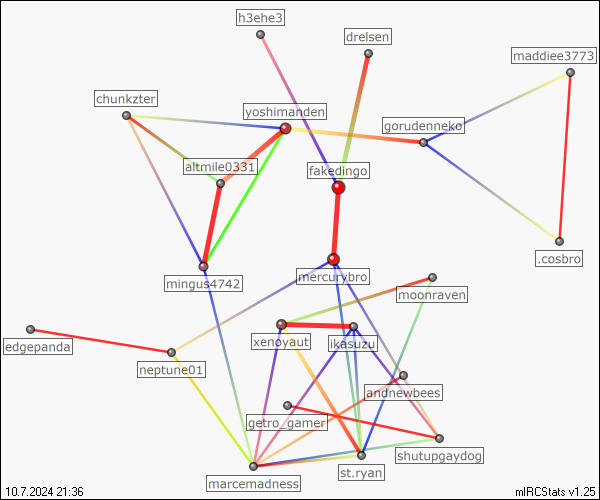 h3ehe3
drelsen
maddiee3773
chunkzter
yoshimanden
gorudenneko
altmile0331
fakedingo
.cosbro
mingus4742
mercurybro
moonraven
edgepanda
xenoyaut
ikasuzu
neptune01
andnewbees
getro_gamer
shutupgaydog
st.ryan
marcemadness
10.7.2024 21:36
mIRCStats v1.25